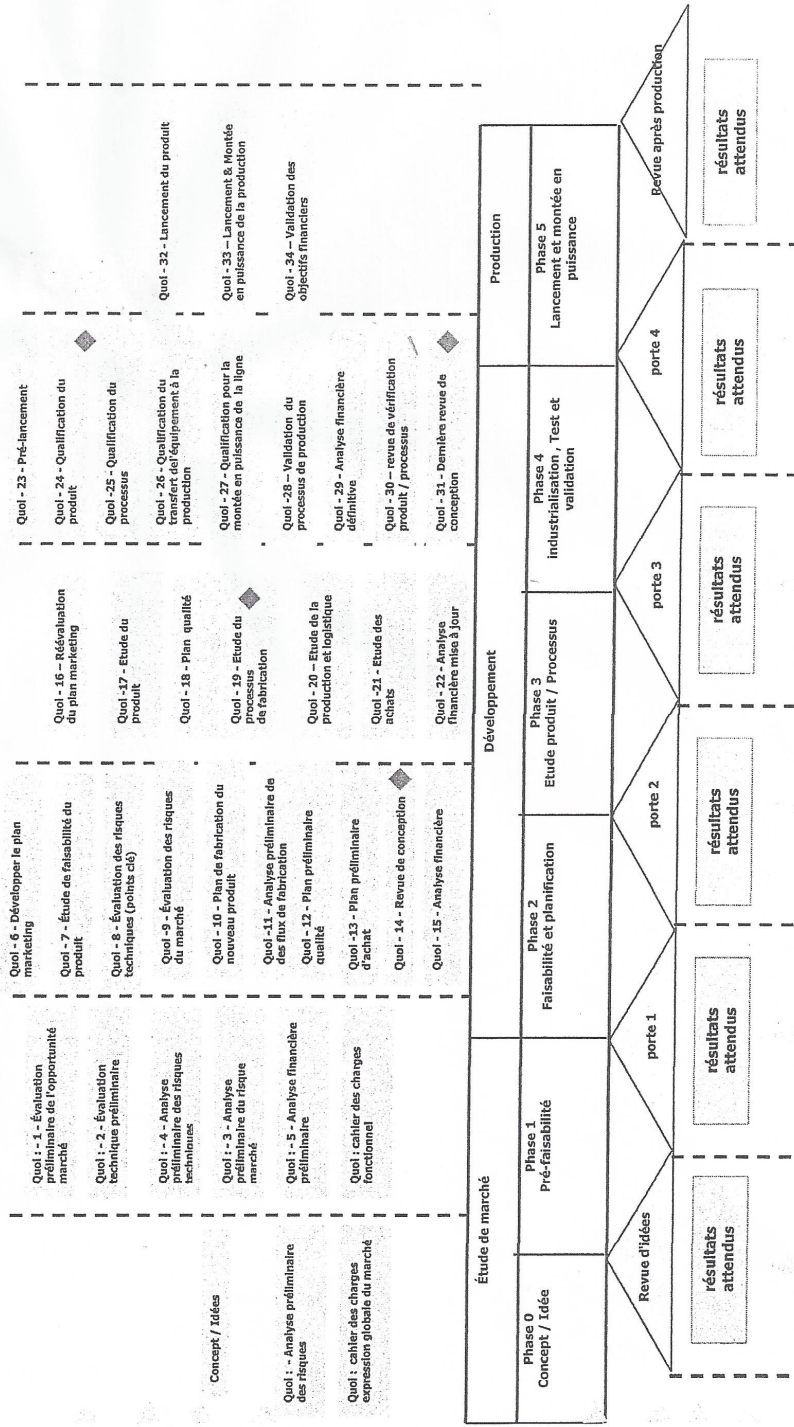 Concept / Idées
Quoi : - Analyse préliminaire
des risques
Quoi : cahier des charges
expression globale du marché
Quoi : - 1 - Évaluation
préliminaire de l'opportunité
marché
Quoi : - 2 - Évaluation
technique préliminaire
Quoi : - 4 - Analyse
préliminaire des risques
techniques
Quoi : - 3 - Analyse
préliminaire du risque
marché
Quoi : - 5 - Analyse financière
préliminaire
Quoi : cahier des charges
fonctionnel
Quoi - 6 - Développer le plan
marketing
Quoi - 7 - Étude de faisabilité du
produit
Quoi - 8 - Évaluation des risques
techniques (points clé)
Quoi -9 - Évaluation des risques
du marché
Quoi - 10 - Plan de fabrication du
nouveau produit
Quoi -11 - Analyse préliminaire de
des flux de fabrication
Quoi - 12 - Plan préliminaire
qualité
Quoi -13 - Plan préliminaire
d'achat
Quoi - 14 - Revue de conception
Quoi - 15 - Analyse financière
Quoi - 16 - Réévaluation
du plan marketing
Quoi -17 - Etude du
produit
Quoi - 18 - Plan qualité
Quoi - 19 - Etude du
processus
de fabrication
Quoi - 20 - Etude de la
production et logistique
Quoi -21 - Etude des
achats
Quoi - 22 - Analyse
financière mise à jour
Quoi - 23 - Pré-lancement
Quoi - 24 - Qualification du
produit
Quoi -25 - Qualification du
processus
Quoi - 26 - Qualification du
transfert del'équipement à la
production
Quoi - 27 - Qualification pour la
montée en puissance de la ligne
Quoi -28 - Validation du
processus de production
Quoi - 29 - Analyse financière
définitive
Quoi - 30 - revue de vérification
produit / processus
Quoi - 31 - Dernière revue de
conception
Quoi - 32 - Lancement du produit
Quoi - 33 - Lancement & Montée
en puissance de la production
Quoi - 34 - Validation des
objectifs financiers
Étude de marché
Développement
Production
Phase 0
Concept / Idée
Phase 1
Pré-faisabilité
Phase 2
Faisabilité et planification
Phase 3
Etude produit / Processus
Phase 4
industrialisation , Test et
validation
Phase 5
Lancement et montée en
puissance
Revue d'idées
porte 1
porte 2
porte 3
porte 4
Revue après production
résultats
attendus
résultats
attendus
résultats
attendus
résultats
attendus
résultats
attendus
résultats
attendus